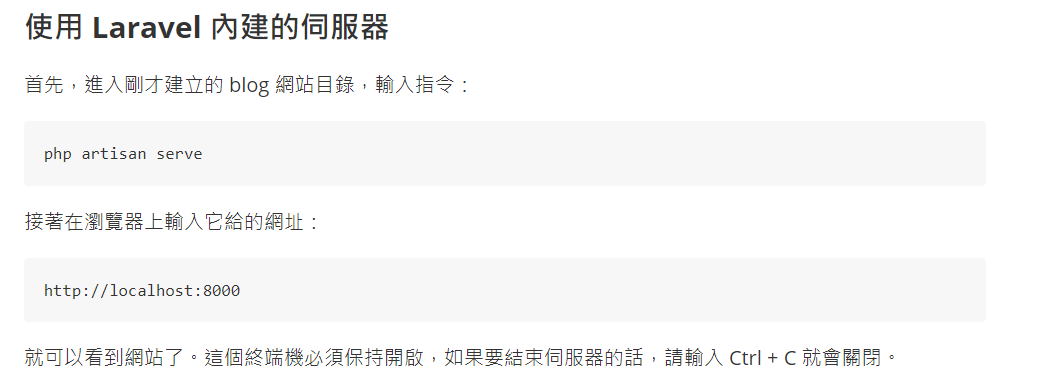 使用 Laravel 內建的伺服器
首先，進入剛才建立的 blog 網站目錄，輸入指令：
php artisan serve
接著在瀏覽器上輸入它給的網址：
http://localhost:8000
就可以看到網站了。這個終端機必須保持開啟，如果要結束伺服器的話，請輸入 Ctrl + C 就會關閉。